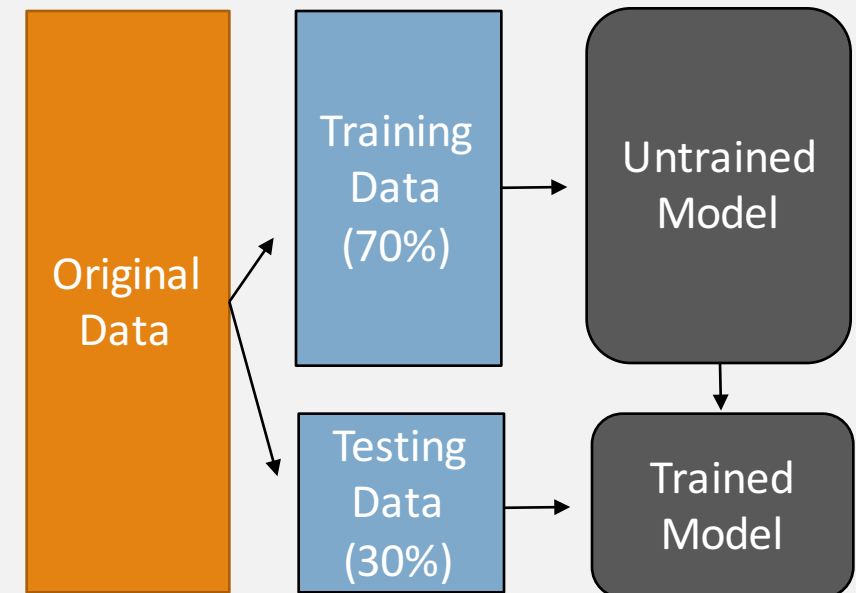 Original
Data
Training
Data
(70%)
Untrained
Model
Testing
Data
(30%)
Trained
Model